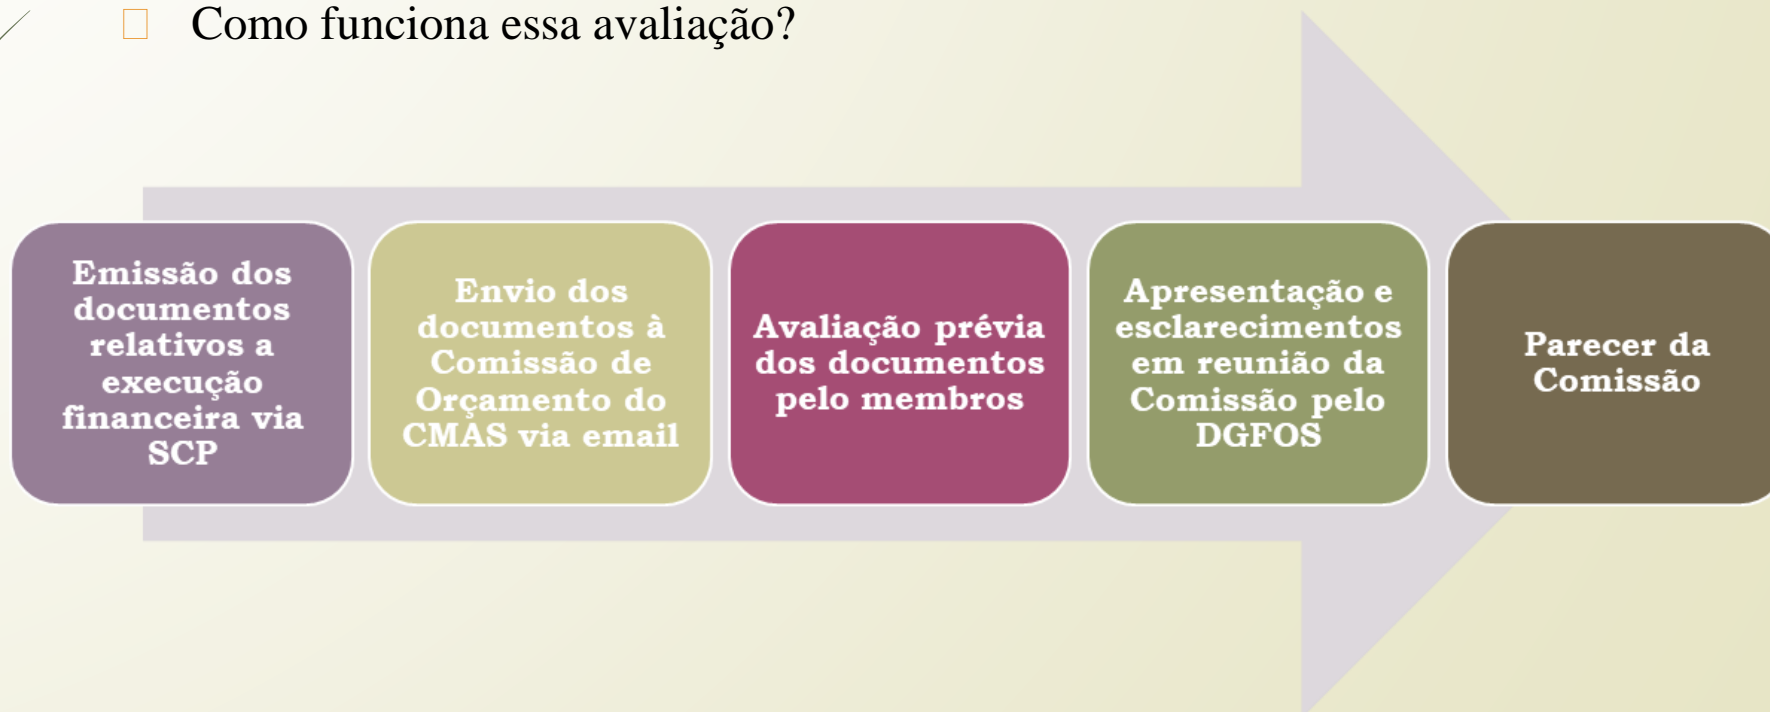 Como funciona essa avaliação?
Emissão dos
documentos
relativos a
execução
financeira via
SCP
Envio dos
documentos à
Comissão de
Orçamento do
CMAS via email
Avaliação prévia
dos documentos
pelo membros
Apresentação e
esclarecimentos
em reunião da
Comissão pelo
DGFOS
Parecer da
Comissão